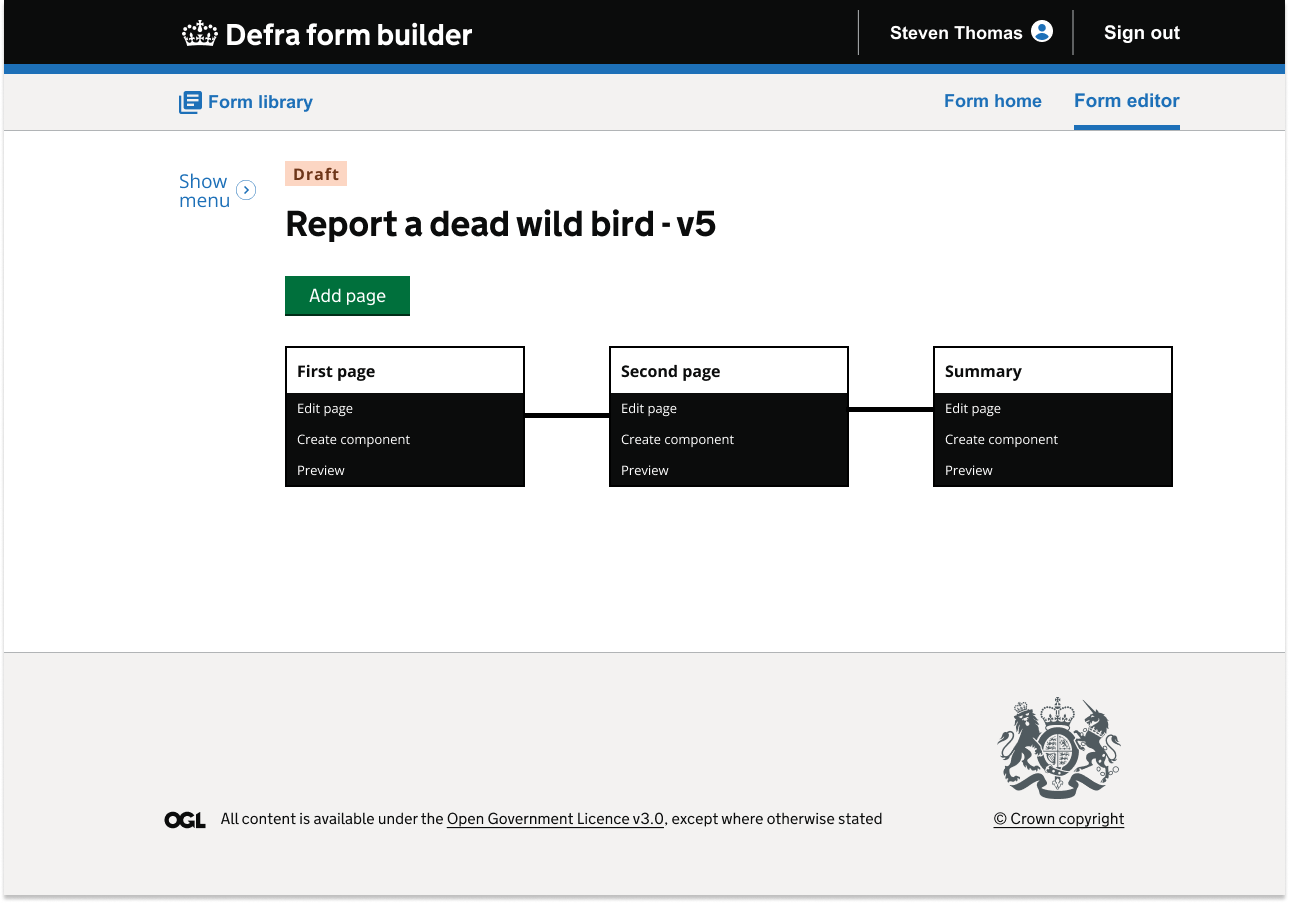 Defra form builder
Steven Thomas
Sign out
Form library
Form home
Form editor
Show
menu
Draft
Report a dead wild bird - v5
Add page
First page
Edit page
Create component
Preview
Second page
Edit page
Create component
Preview
Summary
Edit page
Create component
Preview
OGL
All content is available under the Open Government Licence v3.0, except where otherwise stated
© Crown copyright